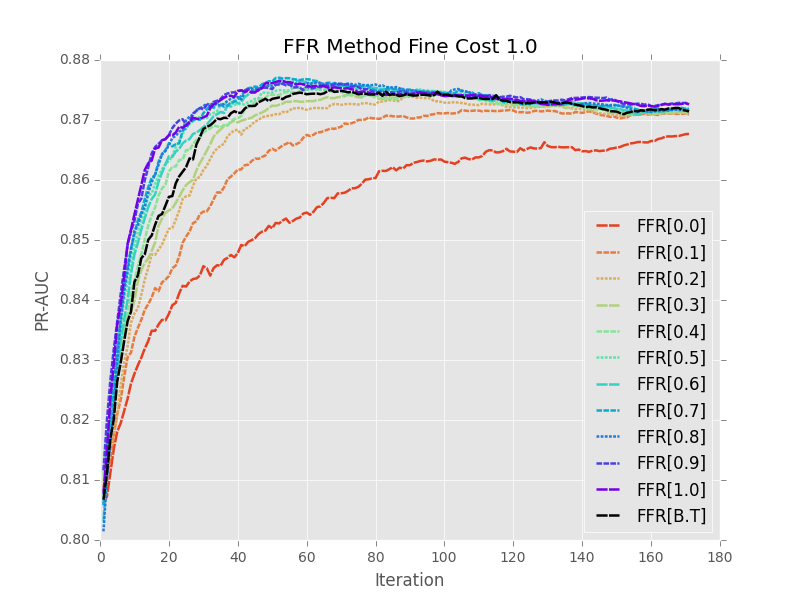 FFR Method Fine Cost 1.0
0.88
0.87
0.86
0.85
0.84
0.83
0.82
0.81
0.80
PR-AUC
0
20
40
60
80
100
120
140
160
180
Iteration
FFR[0.0]
FFR[0.1]
FFR[0.2]
FFR[0.3]
FFR[0.4]
FFR[0.5]
FFR[0.6]
FFR[0.7]
FFR[0.8]
FFR[0.9]
FFR[1.0]
FFR[B.T]